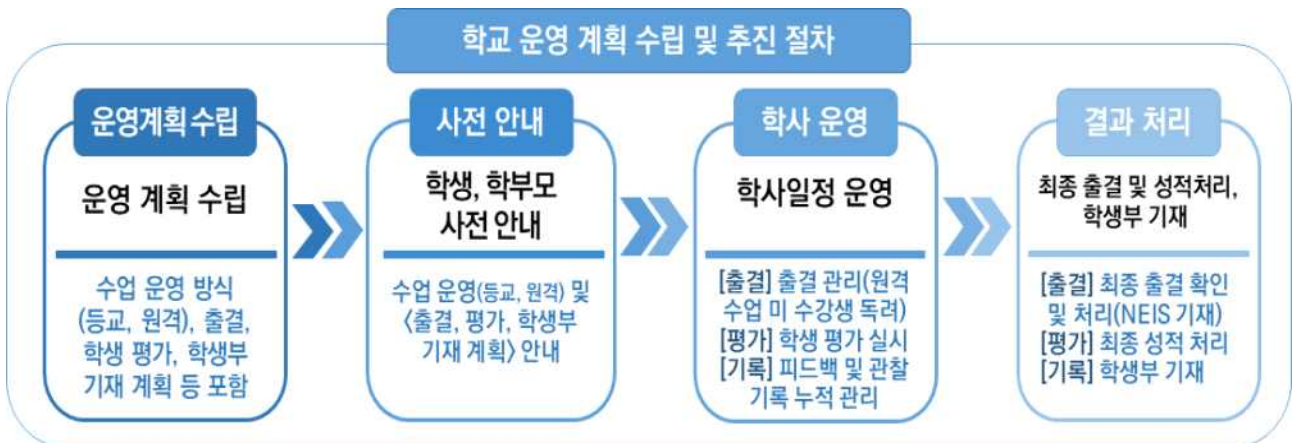 학교 운영 계획 수립 및 추진 절차
운영계획 수립
운영 계획 수립
수업 운영 방식
(등교, 원격), 출결,
학생 평가, 학생부
기재 계획 등 포함
사전 안내
학생, 학부모
사전 안내
수업 운영(등교, 원격) 및
〈출결, 평가, 학생부
기재 계획〉 안내
학사 운영
학사일정 운영
[출결] 출결 관리(원격
수업 미 수강생 독려)
[평가] 학생 평가 실시
[기록] 피드백 및 관찰
기록 누적 관리
결과 처리
최종 출결 및 성적처리,
학생부 기재
[출결] 최종 출결 확인
및 처리(NEIS 기재)
[평가] 최종 성적 처리
[기록] 학생부 기재